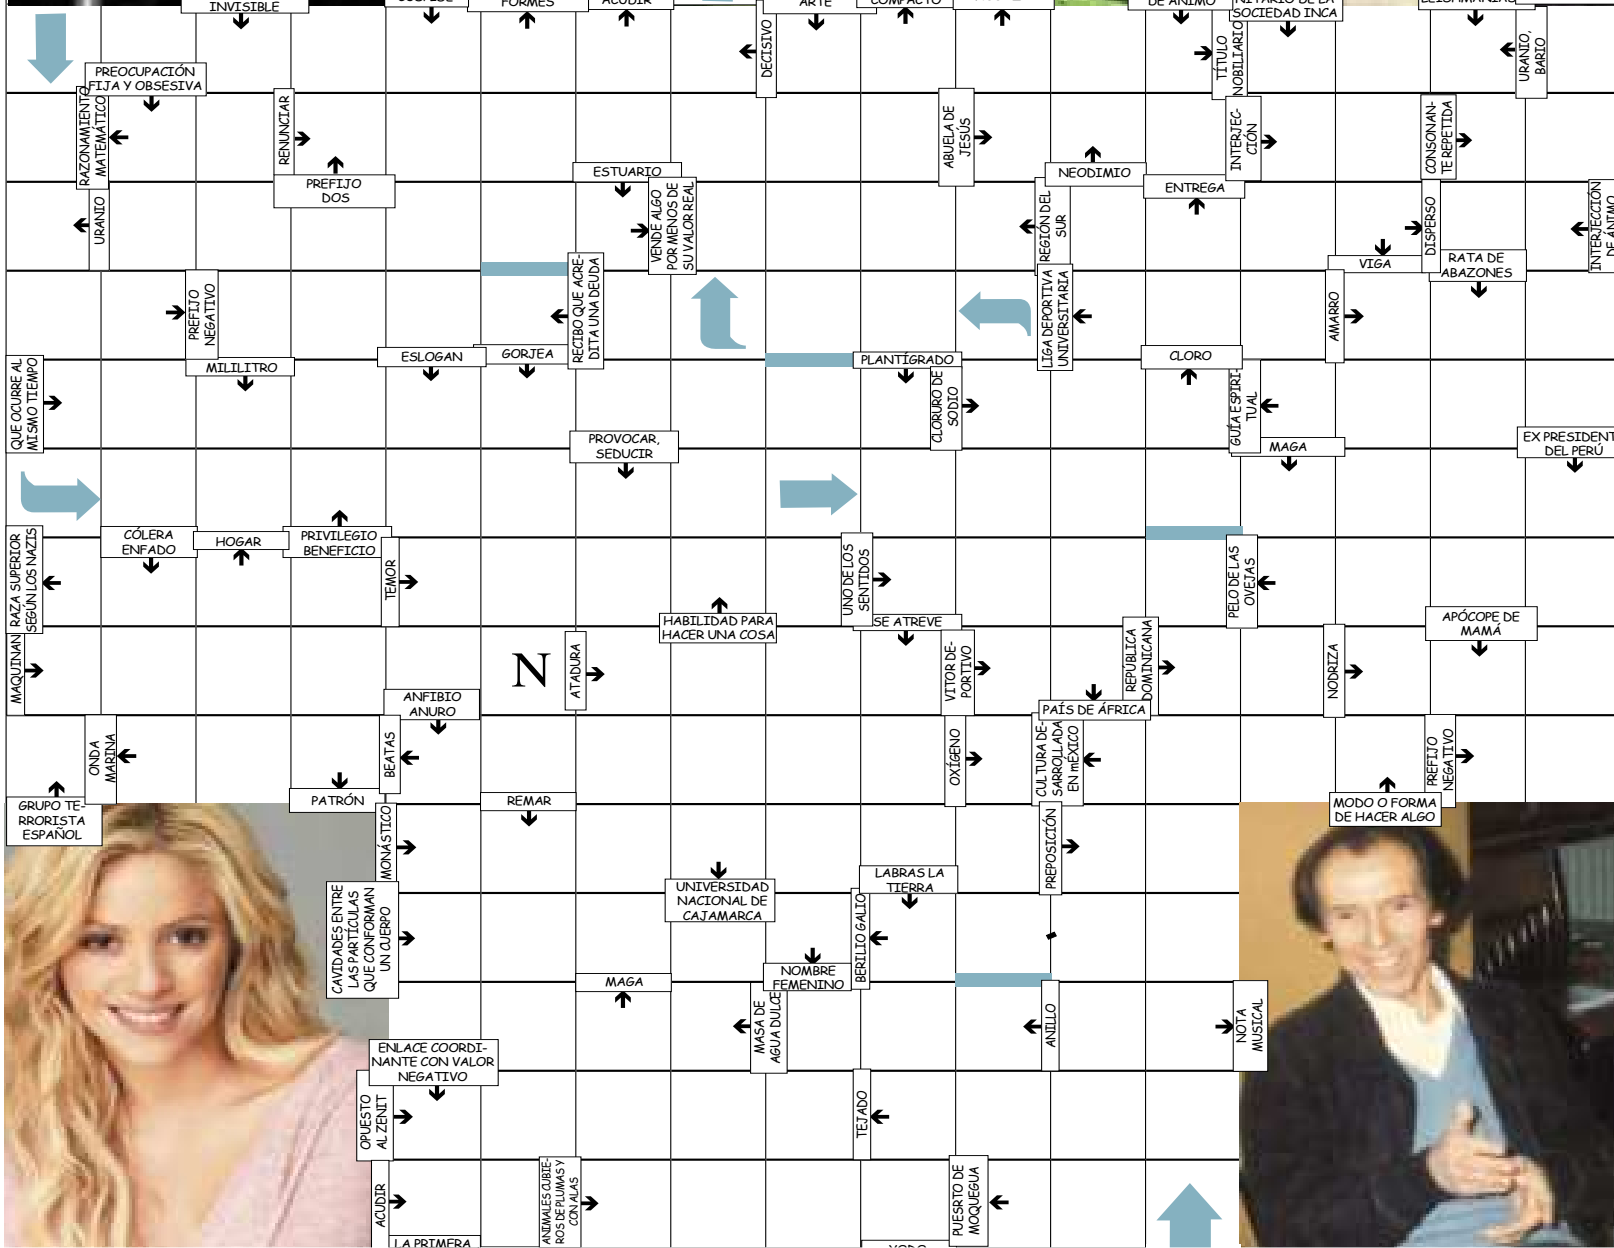 INVISIBLE
FORMES
ACUDIR
ARTE
COMPACTO
DE ÁNIMO
SOCIEDAD INCA
DECISIVO
TÍTULO
NOBILIARIO
URANIO,
BARIO
PREOCUPACIÓN
FIJA Y OBSESIVA
RAZONAMIENTO
MATEMÁTICO
RENUNCIAR
ABUELA DE
JESÚS
INTERJEC-
CIÓN
CONSONAN-
TE REPETIDA
PREFIJO
DOS
ESTUARIO
NEODIMIO
ENTREGA
URANIO
VENDE ALGO
POR MENOS DE
SU VALOR REAL
REGIÓN DEL
SUR
DISPERSO
INTERJECCIÓN
DE ÁNIMO
VIGA
RATA DE
ABAZONES
PREFIJO
NEGATIVO
RECIBO QUE ACRE-
DITA UNA DEUDA
LIGA DEPORTIVA
UNIVERSITARIA
AMARRO
MILILITRO
ESLOGAN
GORJEA
PLANTÍGRADO
CLORO
QUE OCURRE AL
MISMO TIEMPO
CLORURO DE
SODIO
GUÍA ESPIRI-
TUAL
PROVOCAR,
SEDUCIR
MAGA
EX PRESIDENT
DEL PERÚ
CÓLERA
ENFADO
HOGAR
PRIVILEGIO
BENEFICIO
RAZA SUPERIOR
SEGÚN LOS NAZIS
TEMOR
UNO DE LOS
SENTIDOS
PELO DE LAS
OVEJAS
HABILIDAD PARA
HACER UNA COSA
SE ATREVE
APÓCOPE DE
MAMÁ
MAQUINAN
N
ATADURA
VITOR DE-
PORTIVO
REPÚBLICA
DOMINICANA
NODRIZA
ANFIBIO
ANURO
PAÍS DE ÁFRICA
ONDA
MARINA
BEATAS
OXÍGENO
CULTURA DE-
SARROLLADA
EN mÉXICO
PREFIJO
NEGATIVO
GRUPO TE-
RRORISTA
ESPAÑOL
PATRÓN
REMAR
MODO O FORMA
DE HACER ALGO
MONÁSTICO
PREPOSICIÓN
UNIVERSIDAD
NACIONAL DE
CAJAMARCA
LABRAS LA
TIERRA
CAVIDADES ENTRE
LAS PARTÍCULAS
QUE CONFORMAN
UN CUERPO
BERILIO GALIO
MAGA
NOMBRE
FEMENINO
MASA DE
AGUA DULCE
ANILLO
NOTA
MUSICAL
ENLACE COORDI-
NANTE CON VALOR
NEGATIVO
OPUESTO
AL ZENIT
TEJADO
ACUDIR
ANIMALES CUBIE-
ROS DE PLUMAS Y
CON ALAS
PUESRTO DE
MOQUEGUA
LA PRIMERA